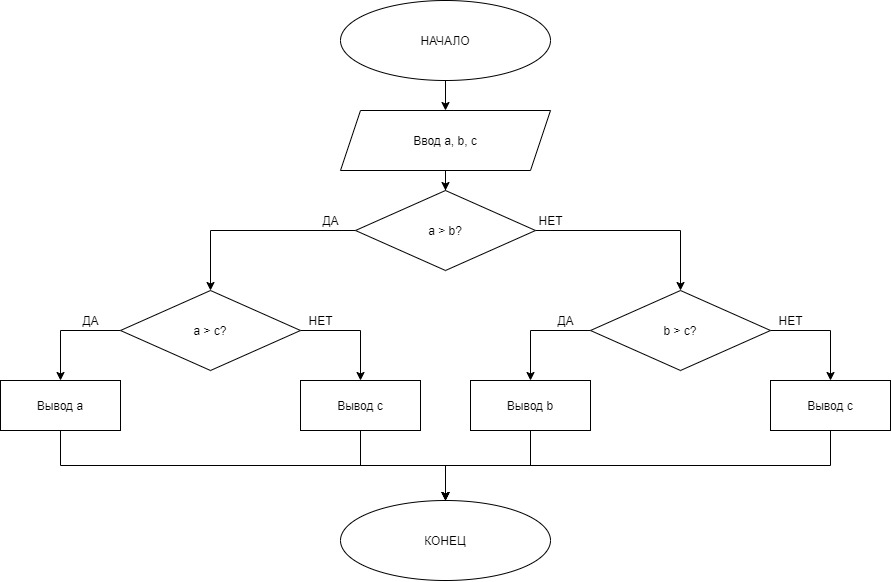 НАЧАЛО
Ввод a, b, c
a > b?
ДА
НЕТ
a > c?
ДА
НЕТ
b > c?
ДА
НЕТ
Вывод a
Вывод c
Вывод b
Вывод c
КОНЕЦ